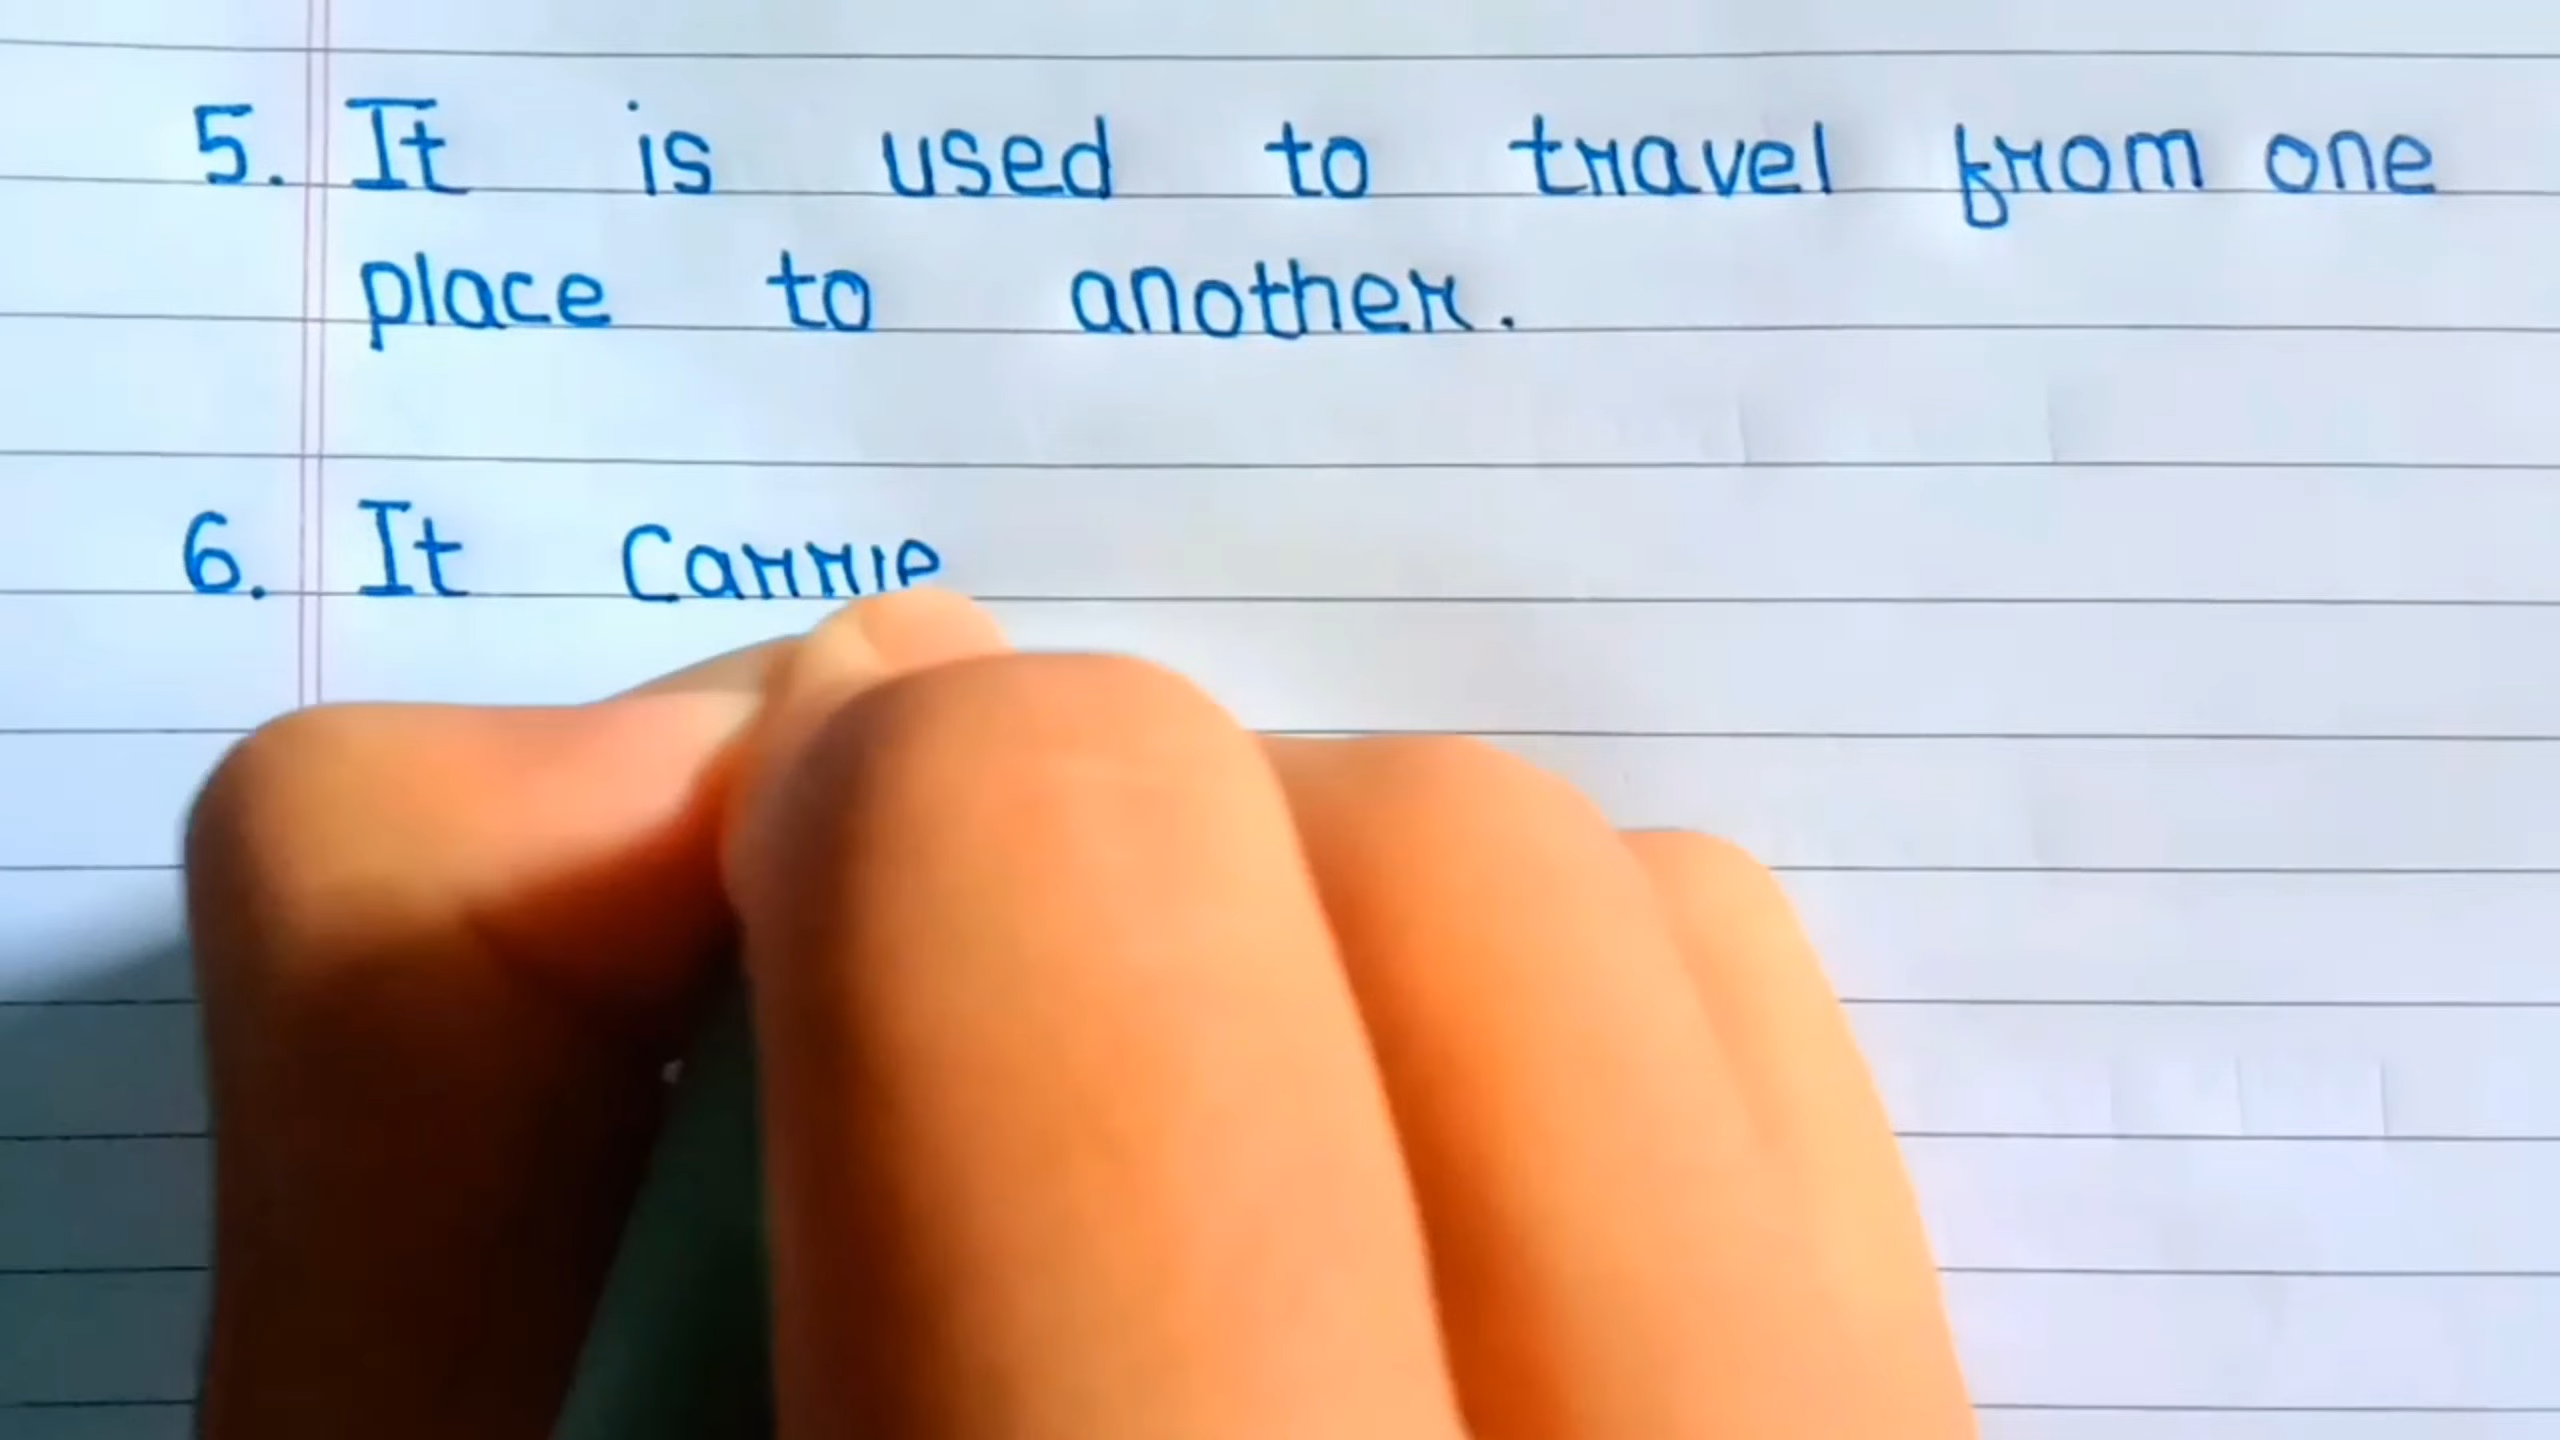 5. It is used to travel from one
place to another.
6. It Carrie